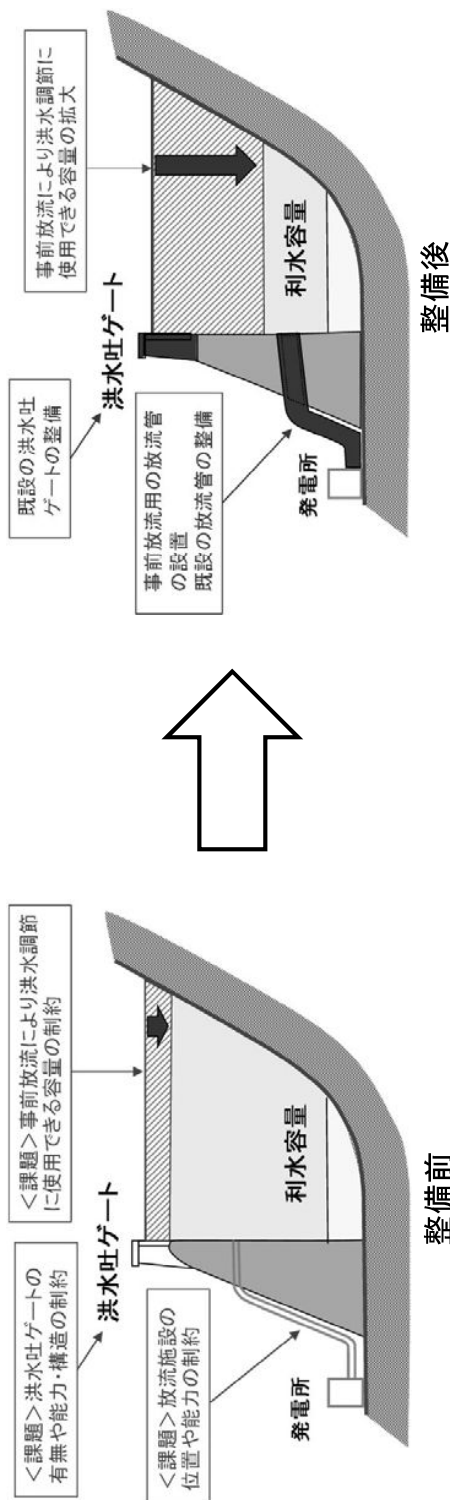 <課題>洪水吐ゲートの
有無や能力・構造の制約
<課題>事前放流により洪水調節
に使用できる容量の制約
洪水吐ゲート
<課題>放流施設の
位置や能力の制約
利水容量
発電所
整備前
既設の洪水吐
ゲートの整備
事前放流により洪水調節に
使用できる容量の拡大
洪水吐ゲート
事前放流用の放流管
の設置
既設の放流管の整備
利水容量
発電所
整備後